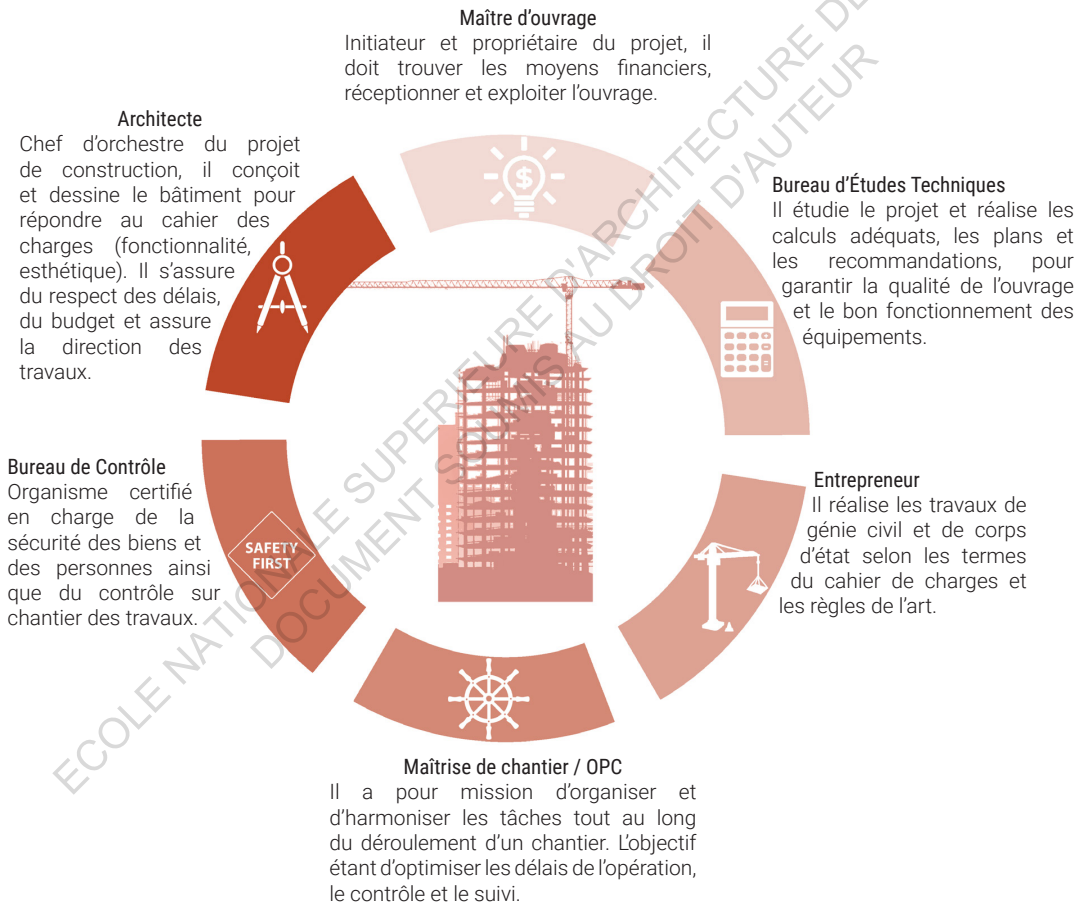 Maître d'ouvrage
Initiateur et propriétaire du projet, il
doit trouver les moyens financiers,
réceptionner et exploiter l'ouvrage.
Architecte
Chef d'orchestre du projet
de construction, il conçoit
et dessine le bâtiment pour
répondre au cahier des
charges (fonctionnalité,
esthétique). Il s'assure
du respect des délais,
du budget et assure
la direction des
travaux.
Bureau d'Études Techniques
Il étudie le projet et réalise les
calculs adéquats, les plans et
les recommandations, pour
garantir la qualité de l'ouvrage
et le bon fonctionnement des
équipements.
Bureau de Contrôle
Organisme certifié
en charge de la
sécurité des biens et
des personnes ainsi
que du contrôle sur
chantier des travaux.
SAFETY
FIRST
Entrepreneur
Il réalise les travaux de
génie civil et de corps
d'état selon les termes
du cahier de charges et
les règles de l'art.
Maîtrise de chantier / OPC
Il a pour mission d'organiser et
d'harmoniser les tâches tout au long
du déroulement d'un chantier. L'objectif
étant d'optimiser les délais de l'opération,
le contrôle et le suivi.
$
ECOLE NATIONALE SUPERIEURE D'ARCHITECTURE DE
DOCUMENT SOUMIS AU DROIT D'AUTEUR